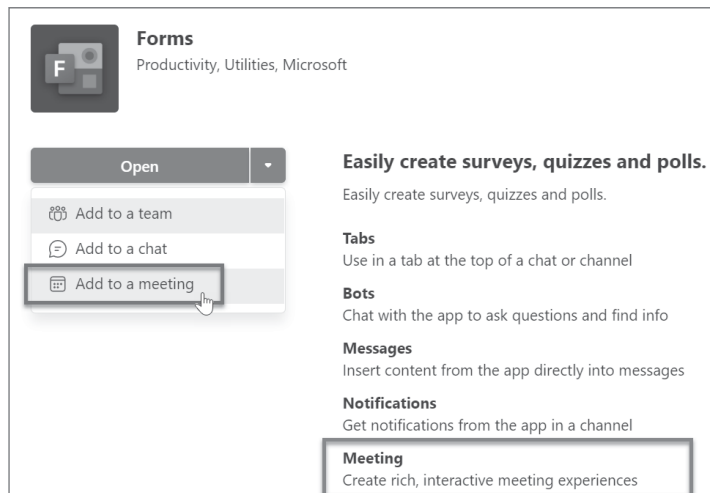 Forms
Productivity, Utilities, Microsoft
F
Open
Add to a team
Add to a chat
Add to a meeting
Easily create surveys, quizzes and polls.
Easily create surveys, quizzes and polls.
Tabs
Use in a tab at the top of a chat or channel
Bots
Chat with the app to ask questions and find info
Messages
Insert content from the app directly into messages
Notifications
Get notifications from the app in a channel
Meeting
Create rich, interactive meeting experiences